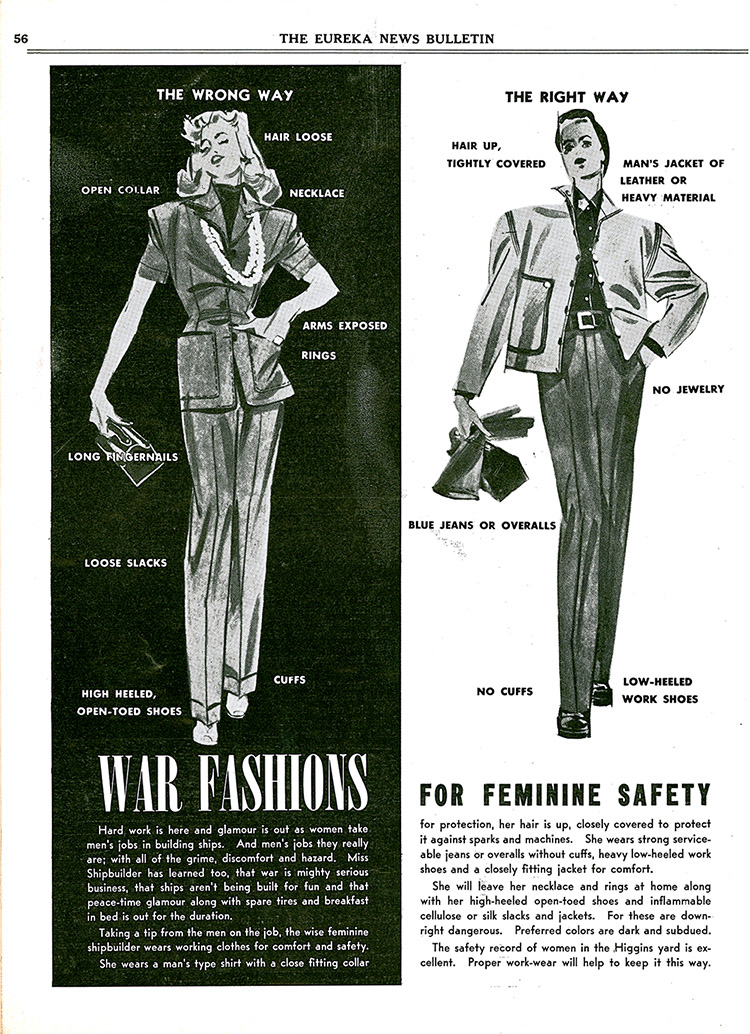 56
THE EUREKA NEWS BULLETIN
THE WRONG WAY
HAIR LOOSE
OPEN COLLAR
NECKLACE
ARMS EXPOSED
RINGS
LONG FINGERNAILS
LOOSE SLACKS
CUFFS
HIGH HEELED,
OPEN-TOED SHOES
THE RIGHT WAY
HAIR UP,
TIGHTLY COVERED
MAN'S JACKET OF
LEATHER OR
HEAVY MATERIAL
NO JEWELRY
BLUE JEANS OR OVERALLS
NO CUFFS
LOW-HEELED
WORK SHOES
WAR FASHIONS
FOR FEMININE SAFETY
Hard work is here and glamour is out as women take
men's jobs in building ships. And men's jobs they really
are; with all of the grime, discomfort and hazard. Miss
Shipbuilder has learned too, that war is mighty serious
business, that ships aren't being built for fun and that
peace-time glamour along with spare tires and breakfast
in bed is out for the duration.
Taking a tip from the men on the job, the wise feminine
shipbuilder wears working clothes for comfort and safety.
She wears a man's type shirt with a close fitting collar
for protection, her hair is up, closely covered to protect
it against sparks and machines. She wears strong service-
able jeans or overalls without cuffs, heavy low-heeled work
shoes and a closely fitting jacket for comfort.
She will leave her necklace and rings at home along
with her high-heeled open-toed shoes and inflammable
cellulose or silk slacks and jackets. For these are down-
right dangerous. Preferred colors are dark and subdued.
The safety record of women in the Higgins yard is ex-
cellent. Proper work-wear will help to keep it this way.